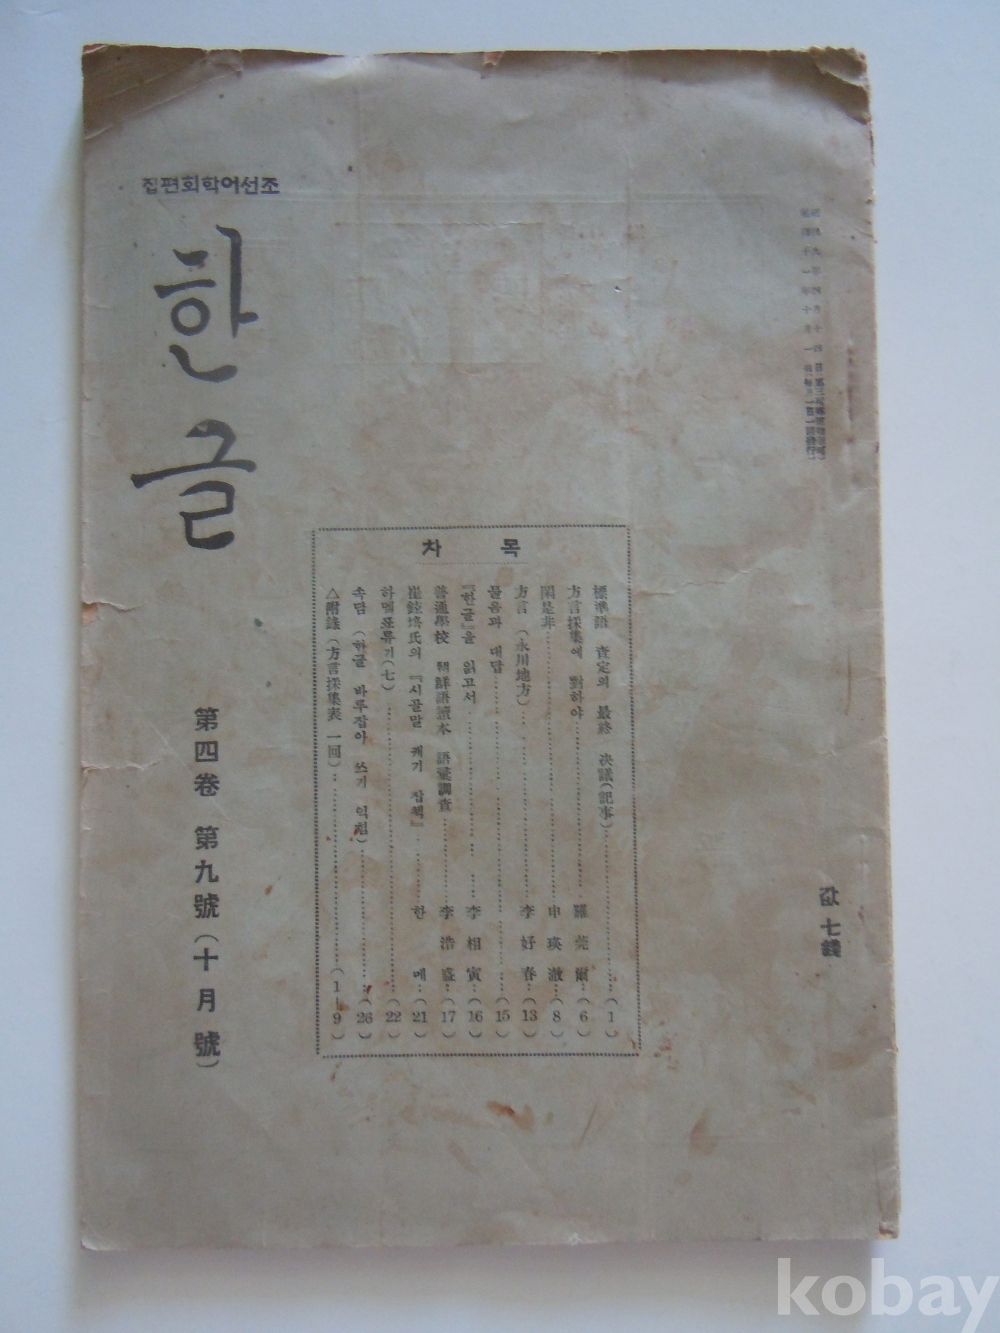 조선어학회편집
한글
第四卷 第九號(十月號)
값 七錢
목 차
標準語 査定의 最終 決議(記事)……(1)
方言採集에 對하야……羅莞爾…(6)
閑是非……申瑛澈…(8)
方言 (永川地方)……李好春…(13)
물음과 대답……(15)
『한글』을 읽고서……李相寅…(16)
普通學校 朝鮮語讀本 語彙調査……李浩盛…(17)
崔鉉培氏의 『시골말 캐기 잡책』……한메…(21)
하멜표류기(七)……(22)
속담 (한글 바루잡아 쓰기 익힘)……(26)
△附錄(方言採集表 一回)……(1—9)
kobay